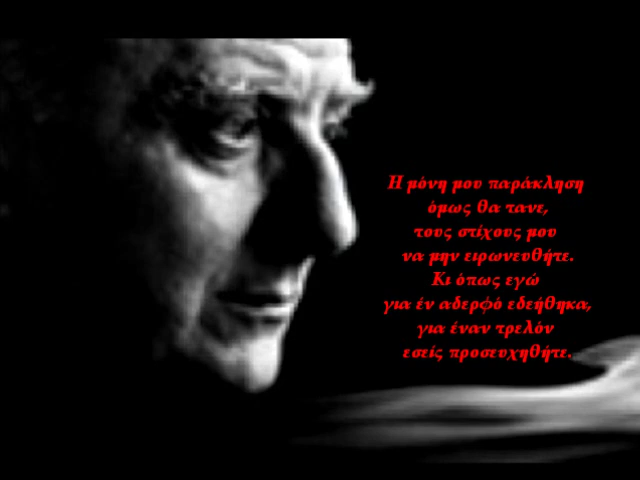 Η μόνη μου παράκληση
όμως θα τανε,
τους στίχους μου
να μην ειρωνευθήτε.
Κι όπως εγώ
για έν αδερφό εδεήθηκα,
για έναν τρελόν
εσείς προσευχηθήτε.